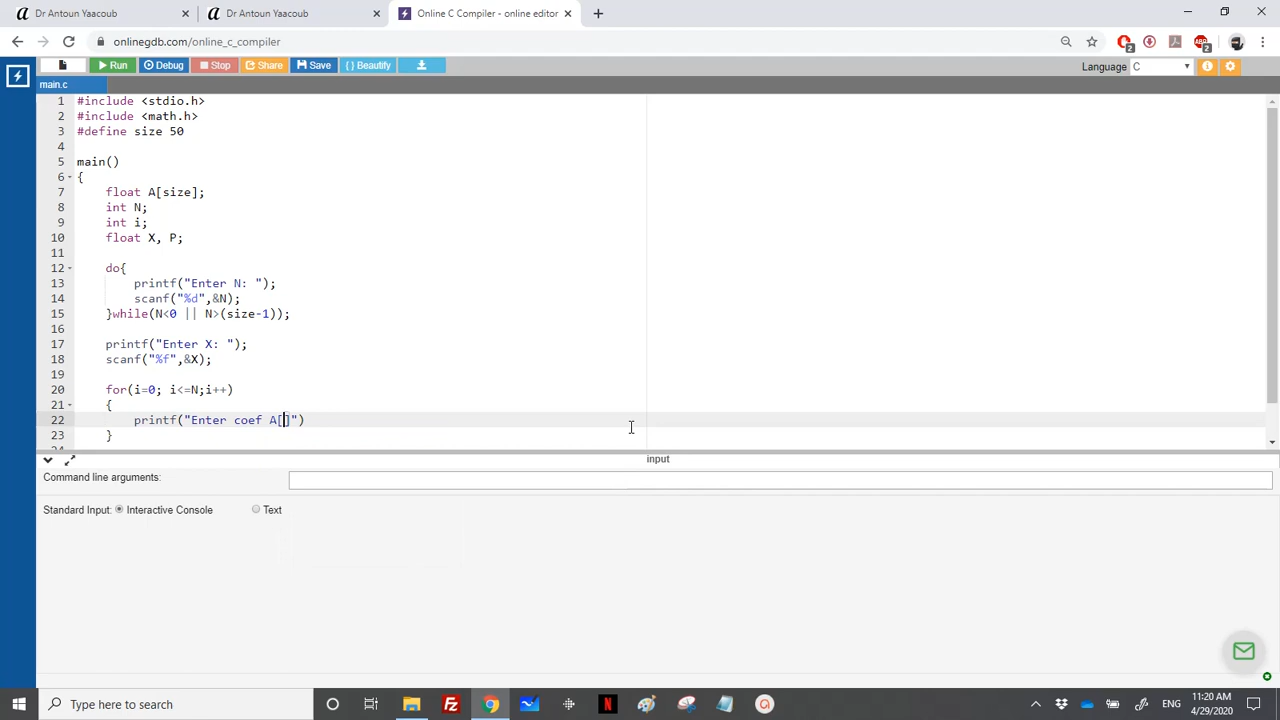 Dr Antoun Yaacoub
Dr Antoun Yaacoub
Online C Compiler - online editor
onlinegdb.com/online_c_compiler
2
2
Run
Debug
Stop
Share
Save
{ } Beautify
Language
C
main.c
1 #include <stdio.h>
2 #include <math.h>
3 #define size 50
4
5 main()
6 {
7 float A[size];
8 int N;
9 int i;
10 float X, P;
11
12 do{
13 printf("Enter N: ");
14 scanf("%d",&N);
15 }while(N<0 || N>(size-1));
16
17 printf("Enter X: ");
18 scanf("%f",&X);
19
20 for(i=0; i<=N;i++)
21 {
22 printf("Enter coef A[]")
23 }
24
input
Command line arguments:
Standard Input: Interactive Console Text
Type here to search
ENG
11:20 AM
4/29/2020